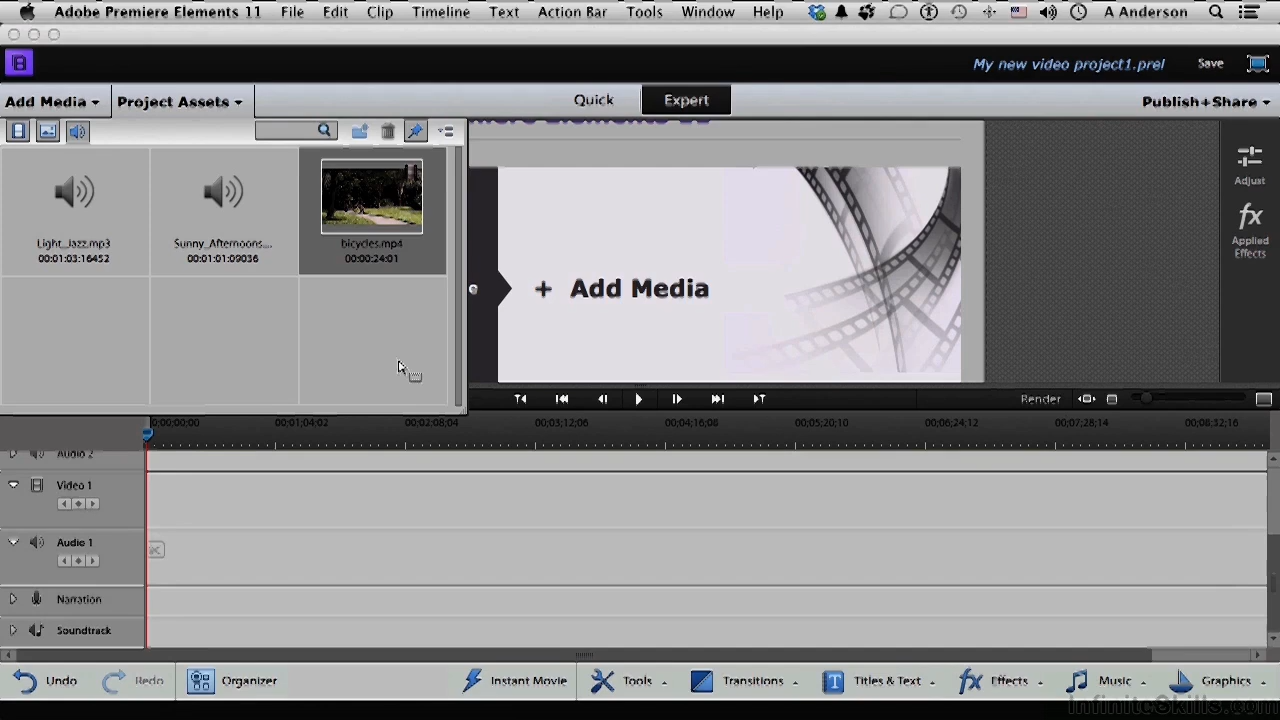 Adobe Premiere Elements 11 File Edit Clip Timeline Text Action Bar Tools Window Help A Anderson
My new video project1.prel Save
Add Media Project Assets Quick Expert Publish+Share
Adjust
Light_Jazz.mp3 Sunny_Afternoons... bicycles.mp4
00:01:03:16452 00:01:01:09036 00:00:24:01
fx
Applied
Effects
+ Add Media
Render
00;00;00;00 00;01;04;02 00;02;08;04 00;03;12;06 00;04;16;08 00;05;20;10 00;06;24;12 00;07;28;14 00;08;32;16
Audio 2
Video 1
Audio 1
Narration
Soundtrack
Undo Redo Organizer Instant Movie Tools Transitions T Titles & Text fx Effects Music Graphics
InfiniteSkills.com